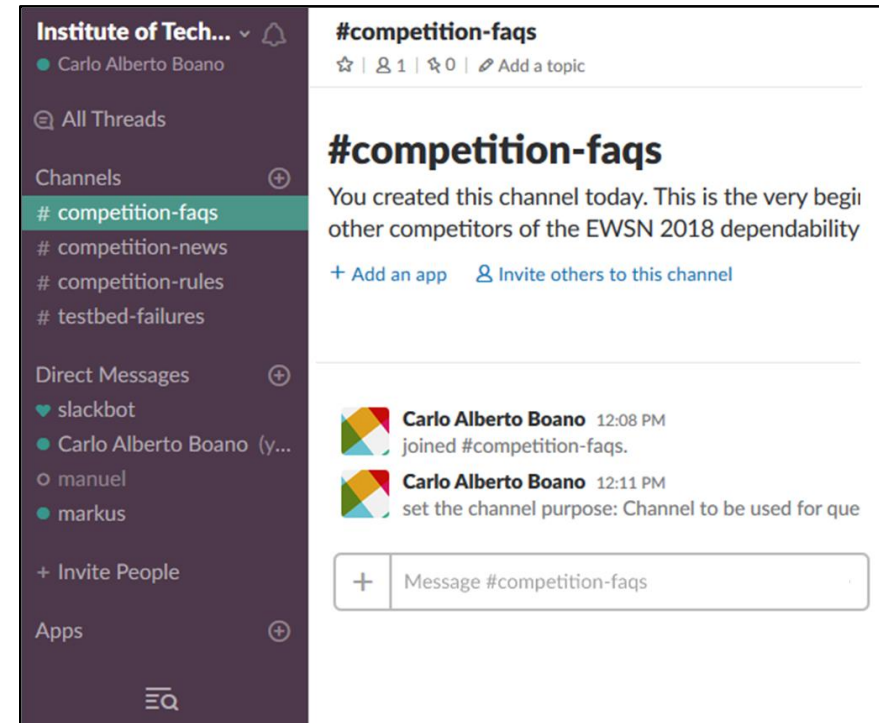 Institute of Tech...
Carlo Alberto Boano
All Threads
Channels
# competition-faqs
# competition-news
# competition-rules
# testbed-failures
Direct Messages
slackbot
Carlo Alberto Boano (y...
manuel
markus
+ Invite People
Apps
#competition-faqs
1 | 0 | Add a topic
#competition-faqs
You created this channel today. This is the very begi
other competitors of the EWSN 2018 dependability
+ Add an app Invite others to this channel
Carlo Alberto Boano 12:08 PM
joined #competition-faqs.
Carlo Alberto Boano 12:11 PM
set the channel purpose: Channel to be used for que
+ Message #competition-faqs